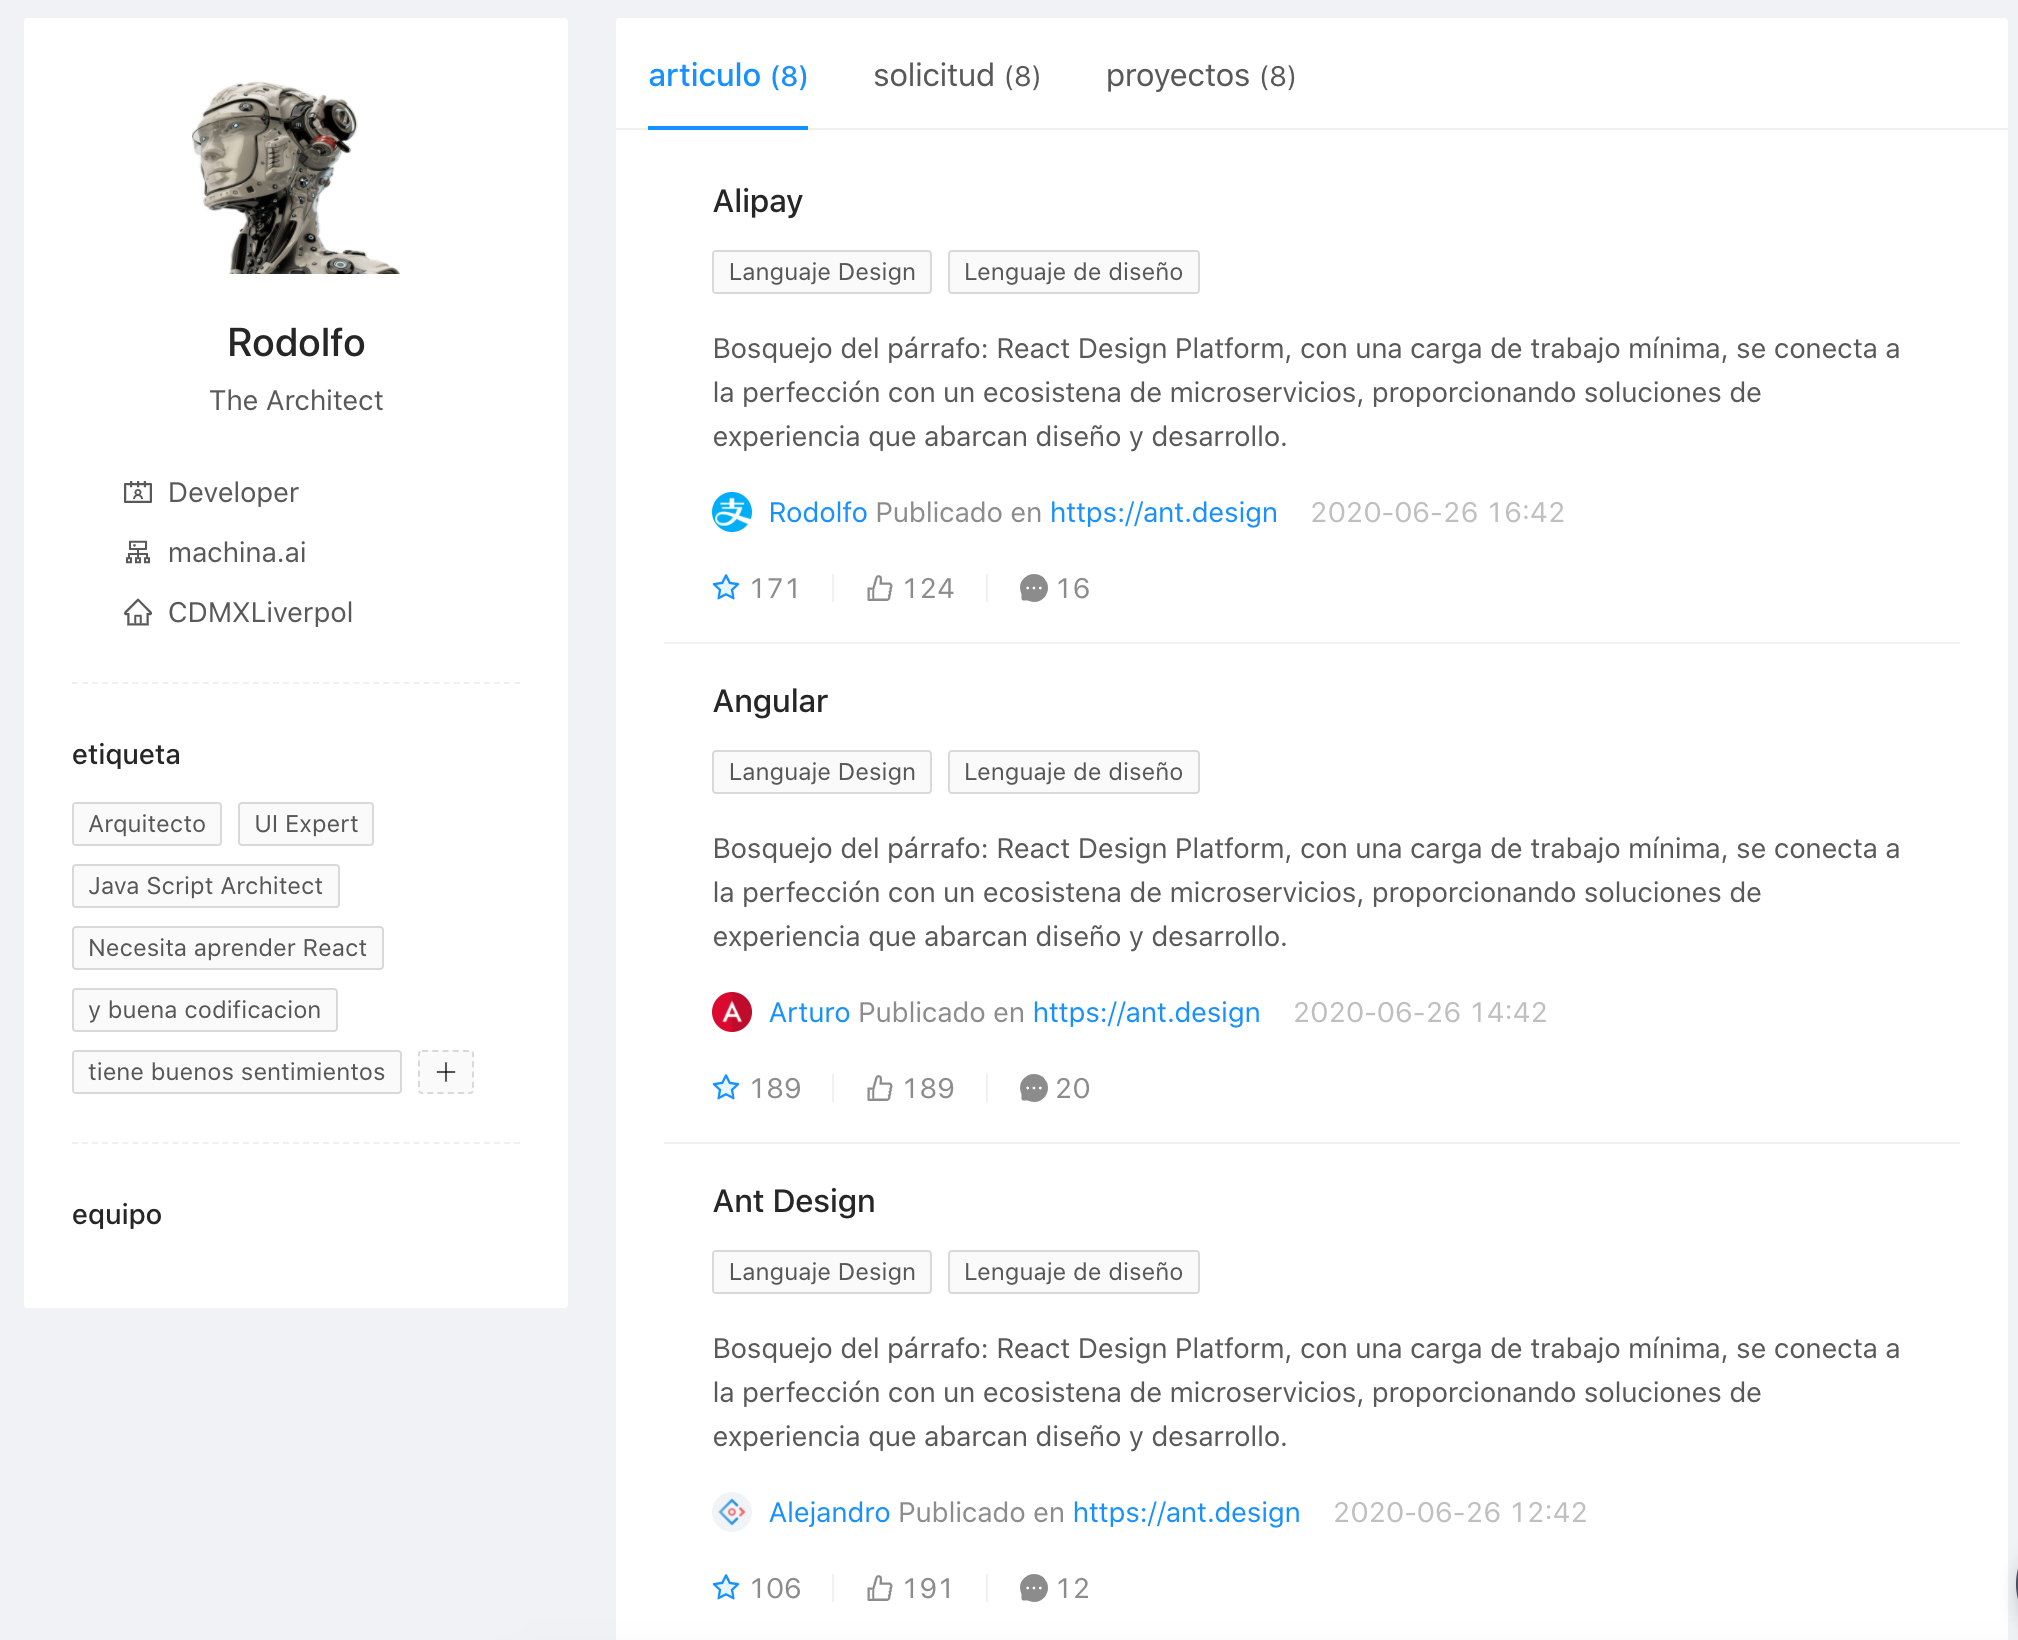 Rodolfo
The Architect
Developer
machina.ai
CDMXLiverpol
etiqueta
Arquitecto
UI Expert
Java Script Architect
Necesita aprender React
y buena codificacion
tiene buenos sentimientos
+
equipo
articulo (8) solicitud (8) proyectos (8)
Alipay
Languaje Design Lenguaje de diseño
Bosquejo del párrafo: React Design Platform, con una carga de trabajo mínima, se conecta a
la perfección con un ecosistena de microservicios, proporcionando soluciones de
experiencia que abarcan diseño y desarrollo.
支 Rodolfo Publicado en https://ant.design 2020-06-26 16:42
171 124 16
Angular
Languaje Design Lenguaje de diseño
Bosquejo del párrafo: React Design Platform, con una carga de trabajo mínima, se conecta a
la perfección con un ecosistena de microservicios, proporcionando soluciones de
experiencia que abarcan diseño y desarrollo.
A Arturo Publicado en https://ant.design 2020-06-26 14:42
189 189 20
Ant Design
Languaje Design Lenguaje de diseño
Bosquejo del párrafo: React Design Platform, con una carga de trabajo mínima, se conecta a
la perfección con un ecosistena de microservicios, proporcionando soluciones de
experiencia que abarcan diseño y desarrollo.
Alejandro Publicado en https://ant.design 2020-06-26 12:42
106 191 12